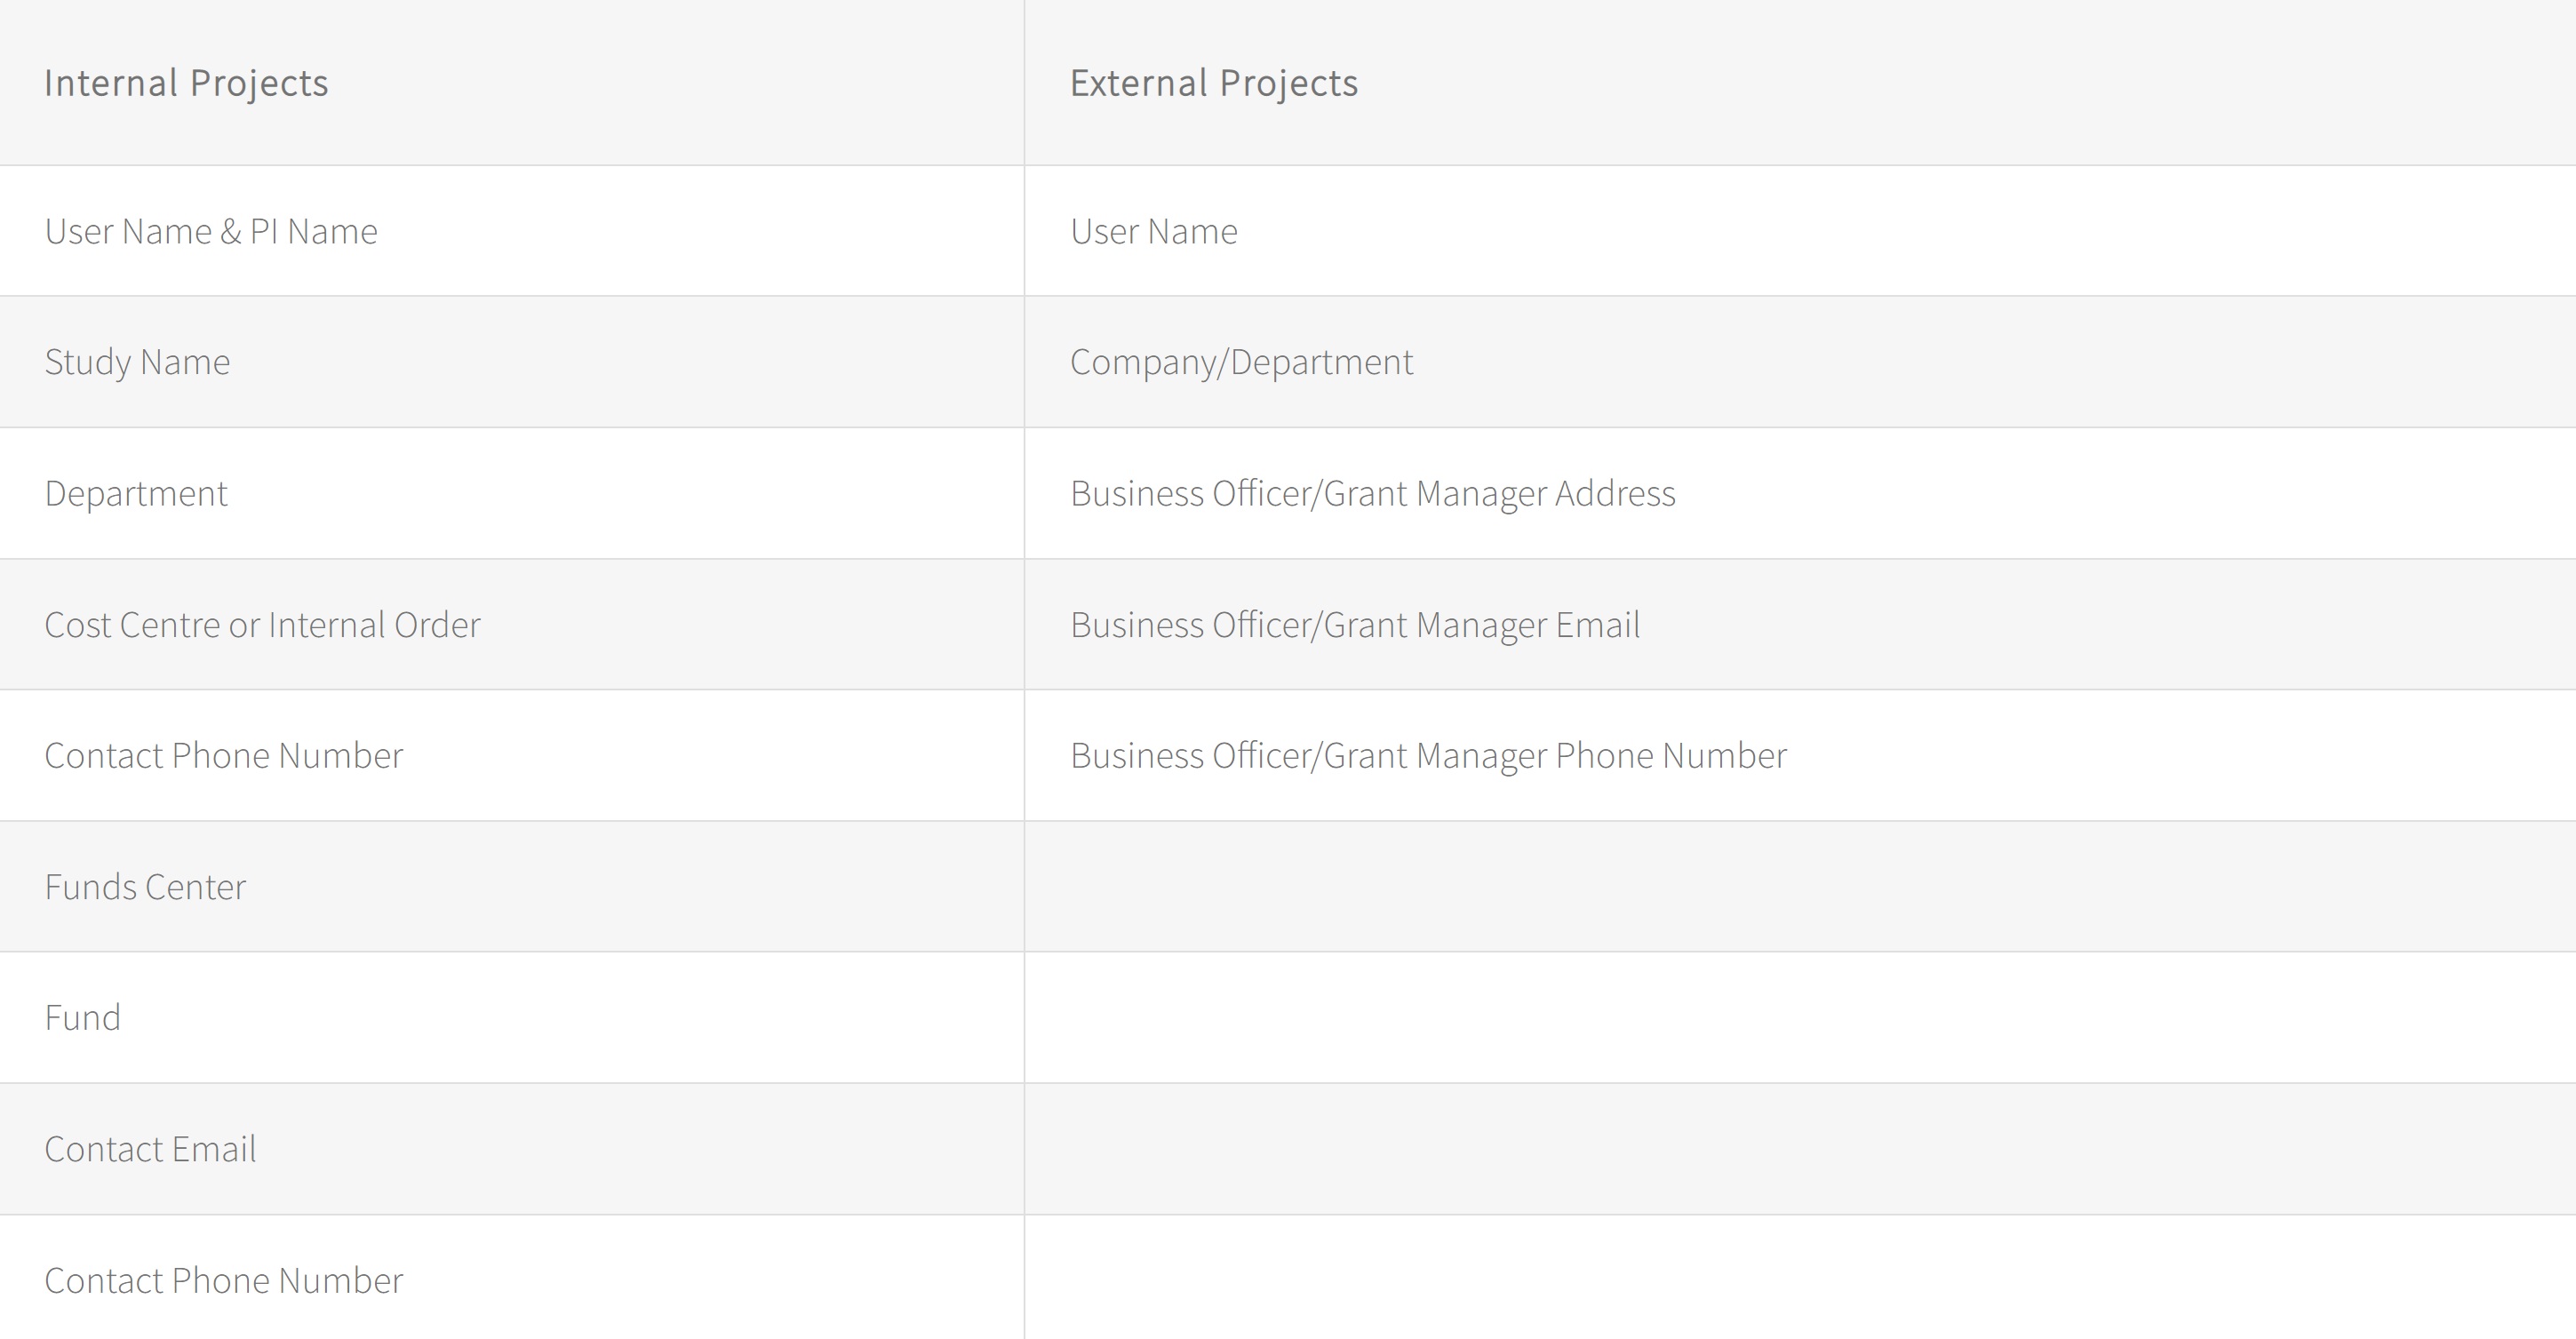 Internal Projects External Projects
User Name & PI Name User Name
Study Name Company/Department
Department Business Officer/Grant Manager Address
Cost Centre or Internal Order Business Officer/Grant Manager Email
Contact Phone Number Business Officer/Grant Manager Phone Number
Funds Center
Fund
Contact Email
Contact Phone Number